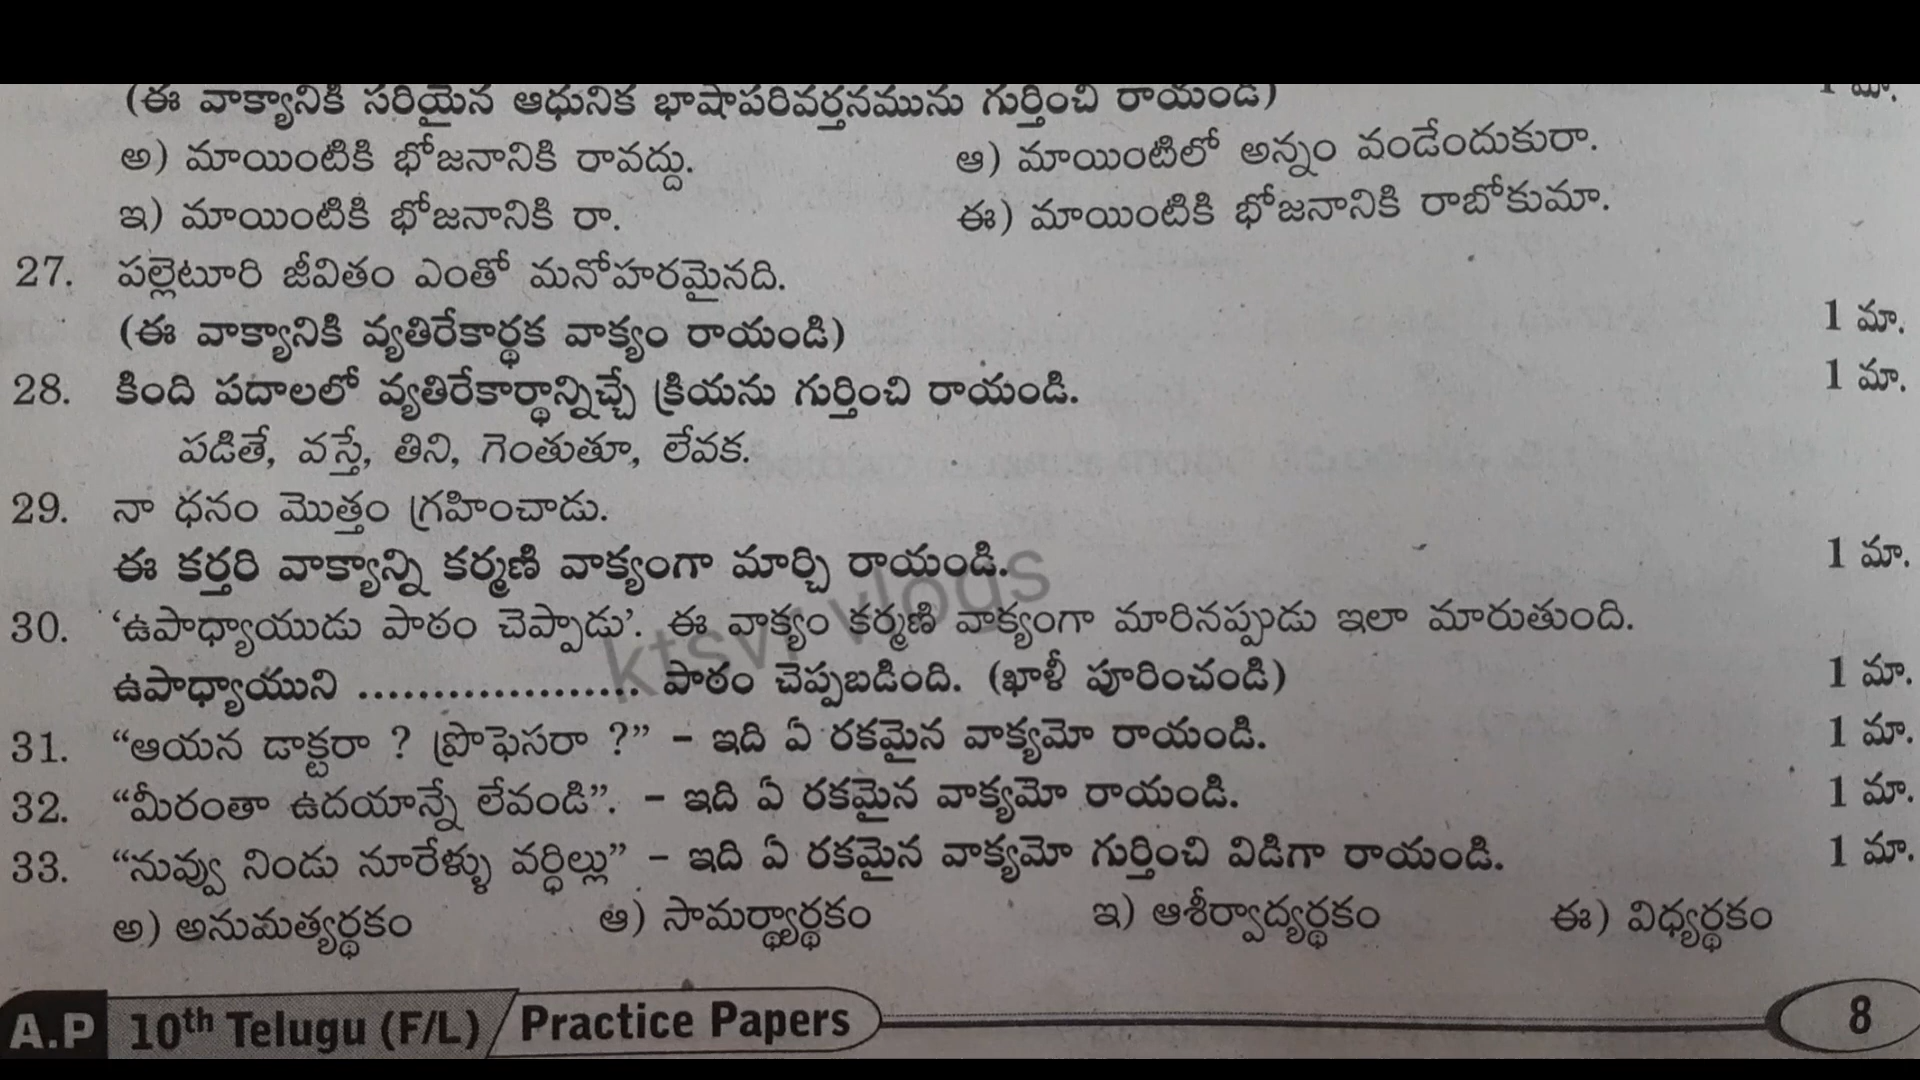 (ఈ వాక్యానికి సరియైన ఆధునిక భాషాపరివర్తనమును గుర్తించి రాయండి) 1 మా.
అ) మాయింటికి భోజనానికి రావద్దు. ఆ) మాయింటిలో అన్నం వండేందుకురా.
ఇ) మాయింటికి భోజనానికి రా. ఈ) మాయింటికి భోజనానికి రాబోకుమా.
27. పల్లెటూరి జీవితం ఎంతో మనోహరమైనది.
(ఈ వాక్యానికి వ్యతిరేకార్థక వాక్యం రాయండి) 1 మా.
28. కింది పదాలలో వ్యతిరేకార్థాన్నిచ్చే క్రియను గుర్తించి రాయండి. 1 మా.
పడితే, వస్తే, తిని, గెంతుతూ, లేవక.
29. నా ధనం మొత్తం గ్రహించాడు.
ఈ కర్తరి వాక్యాన్ని కర్మణి వాక్యంగా మార్చి రాయండి. 1 మా.
30. ‘ఉపాధ్యాయుడు పాఠం చెప్పాడు’. ఈ వాక్యం కర్మణి వాక్యంగా మారినప్పుడు ఇలా మారుతుంది.
ఉపాధ్యాయుని ................... పాఠం చెప్పబడింది. (ఖాళీ పూరించండి) 1 మా.
31. “ఆయన డాక్టరా ? ప్రొఫెసరా ?” – ఇది ఏ రకమైన వాక్యమో రాయండి. 1 మా.
32. “మీరంతా ఉదయాన్నే లేవండి”. – ఇది ఏ రకమైన వాక్యమో రాయండి. 1 మా.
33. “నువ్వు నిండు నూరేళ్ళు వర్ధిల్లు” – ఇది ఏ రకమైన వాక్యమో గుర్తించి విడిగా రాయండి. 1 మా.
అ) అనుమత్యర్థకం ఆ) సామర్థ్యార్థకం ఇ) ఆశీర్వాద్యర్థకం ఈ) విధ్యర్థకం
ktsvr vlogs
A.P 10th Telugu (F/L) Practice Papers 8